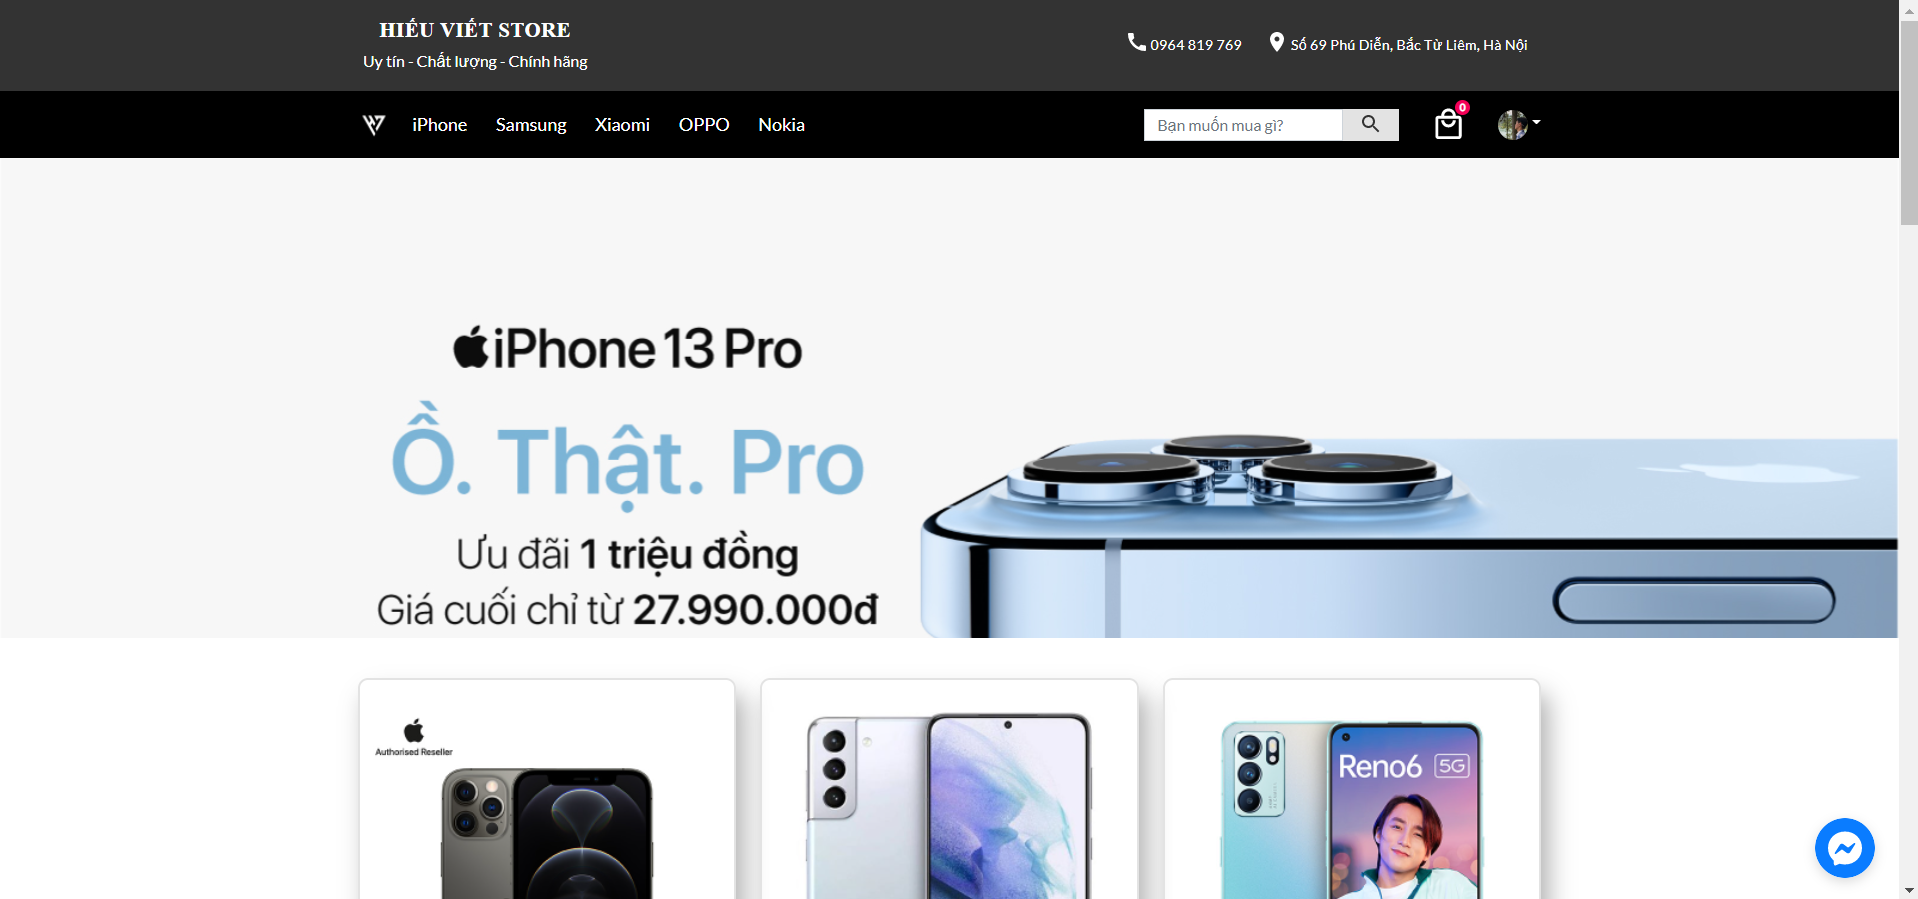 HIẾU VIẾT STORE
Uy tín - Chất lượng - Chính hãng
0964 819 769
Số 69 Phú Diễn, Bắc Từ Liêm, Hà Nội
iPhone
Samsung
Xiaomi
OPPO
Nokia
Bạn muốn mua gì?
0
iPhone 13 Pro
Ồ. Thật. Pro
Ưu đãi 1 triệu đồng
Giá cuối chỉ từ 27.990.000đ
Authorised Reseller
Reno6 5G